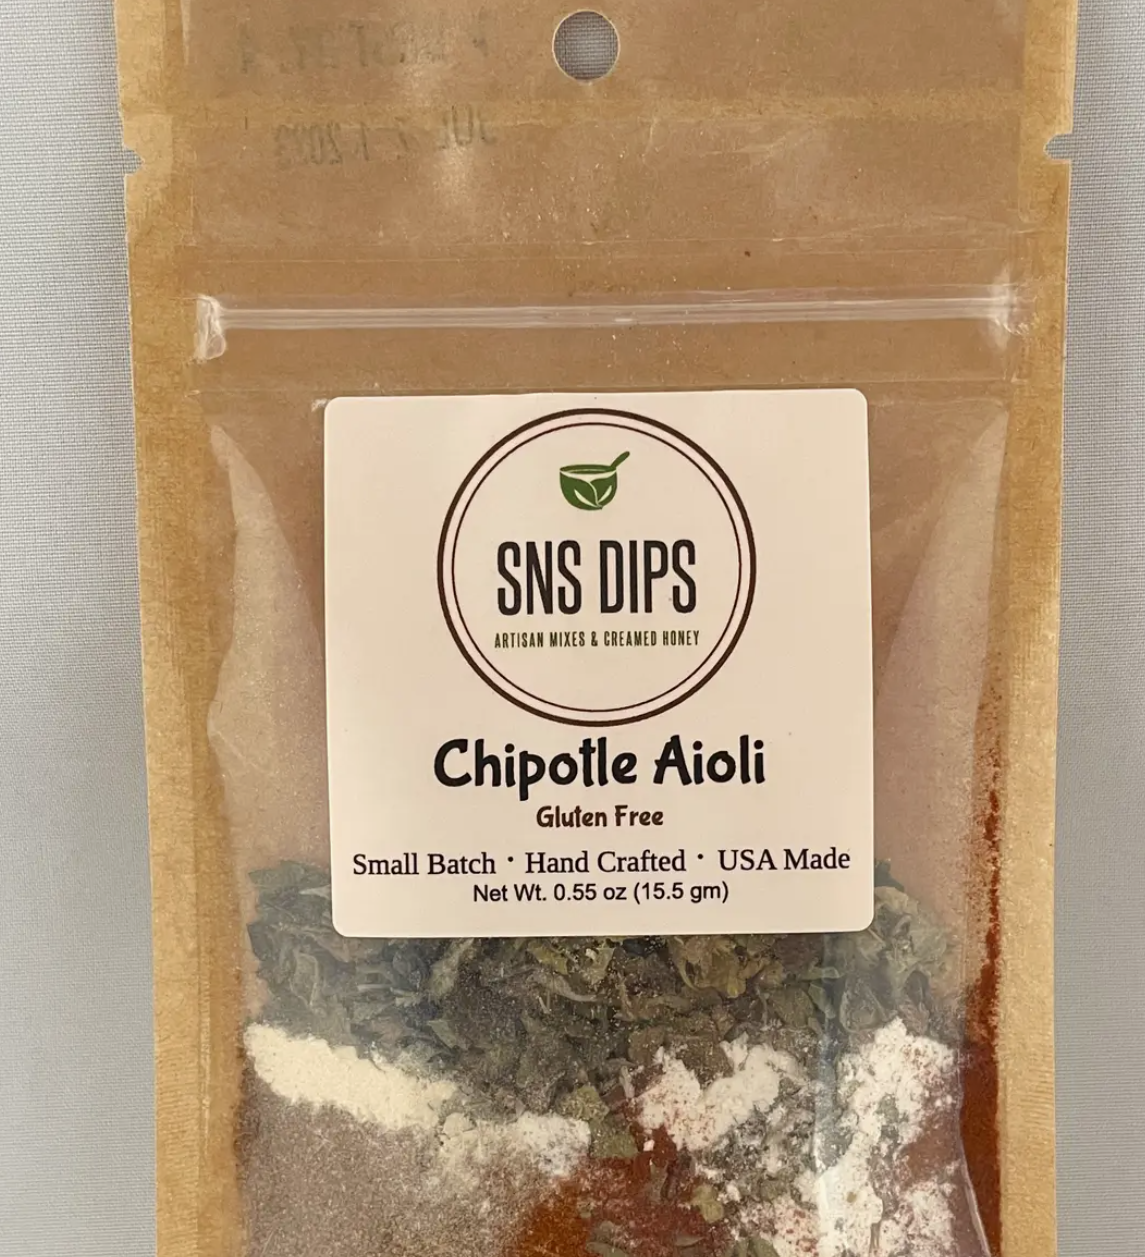 SNS DIPS
ARTISAN MIXES & CREAMED HONEY
Chipotle Aioli
Gluten Free
Small Batch · Hand Crafted · USA Made
Net Wt. 0.55 oz (15.5 gm)